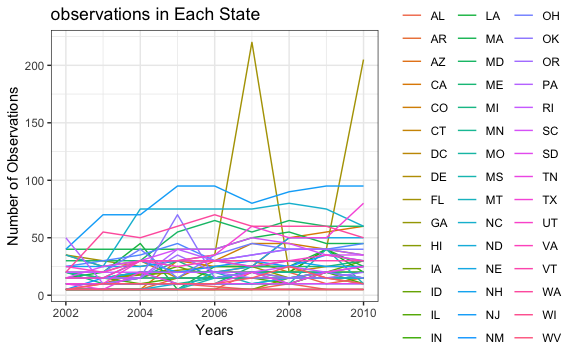 observations in Each State
Number of Observations
200
150
100
50
0
2002 2004 2006 2008 2010
Years
AL LA OH
AR MA OK
AZ MD OR
CA ME PA
CO MI RI
CT MN SC
DC MO SD
DE MS TN
FL MT TX
GA NC UT
HI ND VA
IA NE VT
ID NH WA
IL NJ WI
IN NM WV